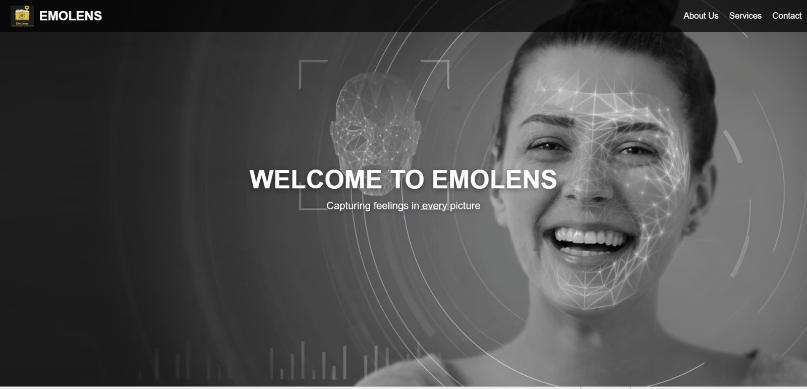 EMOLENS
About Us Services Contact
WELCOME TO EMOLENS
Capturing feelings in every picture